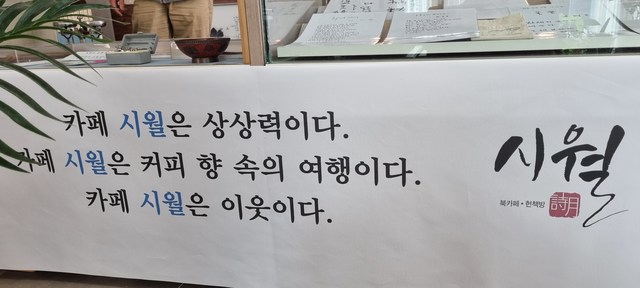 카페 시월은 상상력이다.
카페 시월은 커피 향 속의 여행이다.
카페 시월은 이웃이다.
시월
북카페 • 헌책방
詩月